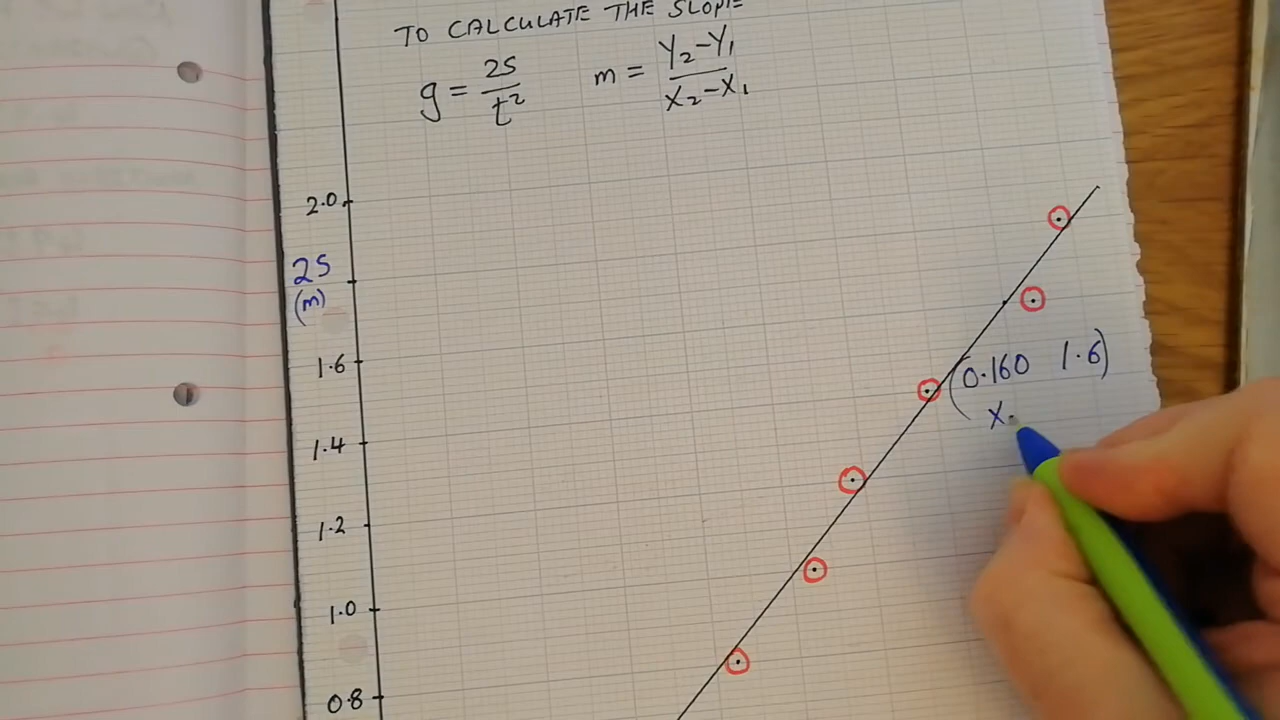 TO CALCULATE THE SLOPE
g = 2s/t² m = Y₂-Y₁/X₂-X₁
2.0
2S
(m)
1.6
(0.160 1.6)
X
1.4
1.2
1.0
0.8